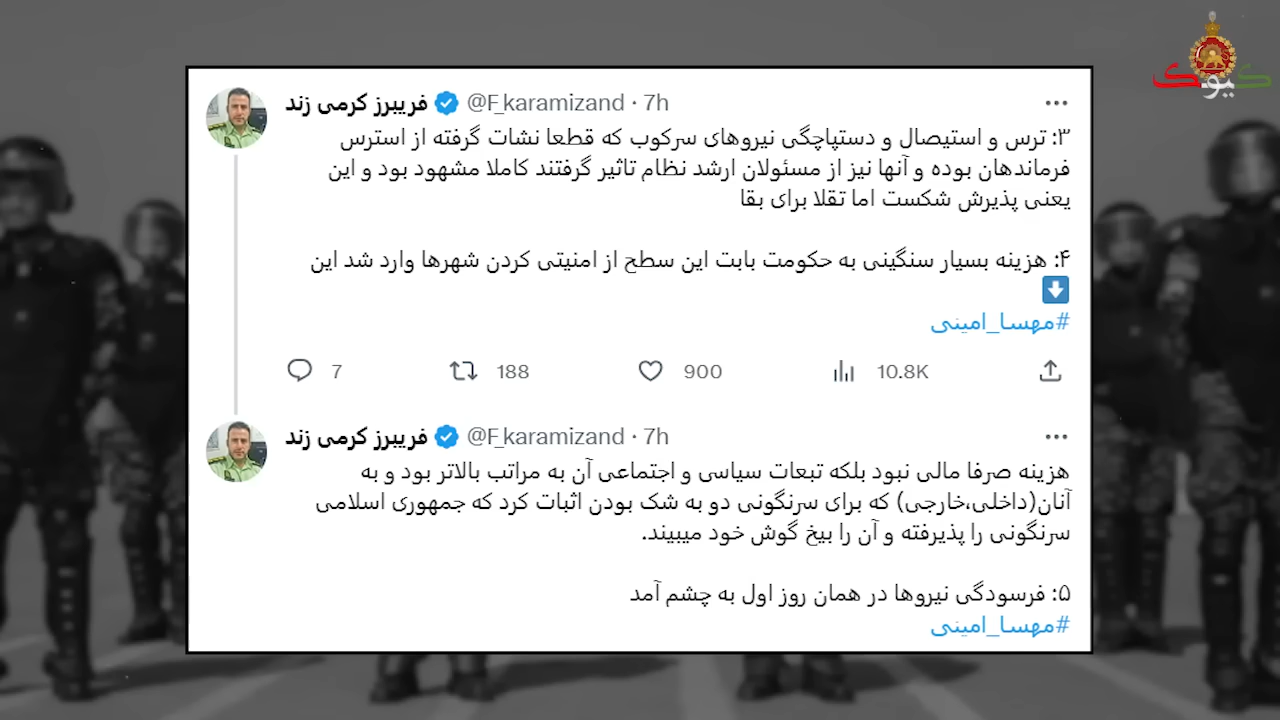 گیوک
فریبرز کرمی زند @F_karamizand · 7h
۳: ترس و استیصال و دستپاچگی نیروهای سرکوب که قطعا نشات گرفته از استرس
فرماندهان بوده و آنها نیز از مسئولان ارشد نظام تاثیر گرفتند کاملا مشهود بود و این
یعنی پذیرش شکست اما تقلا برای بقا
۴: هزینه بسیار سنگینی به حکومت بابت این سطح از امنیتی کردن شهرها وارد شد این
#مهسا_امینی
7 188 900 10.8K
فریبرز کرمی زند @F_karamizand · 7h
هزینه صرفا مالی نبود بلکه تبعات سیاسی و اجتماعی آن به مراتب بالاتر بود و به
آنان(داخلی،خارجی) که برای سرنگونی دو به شک بودن اثبات کرد که جمهوری اسلامی
سرنگونی را پذیرفته و آن را بیخ گوش خود میبیند.
۵: فرسودگی نیروها در همان روز اول به چشم آمد
#مهسا_امینی